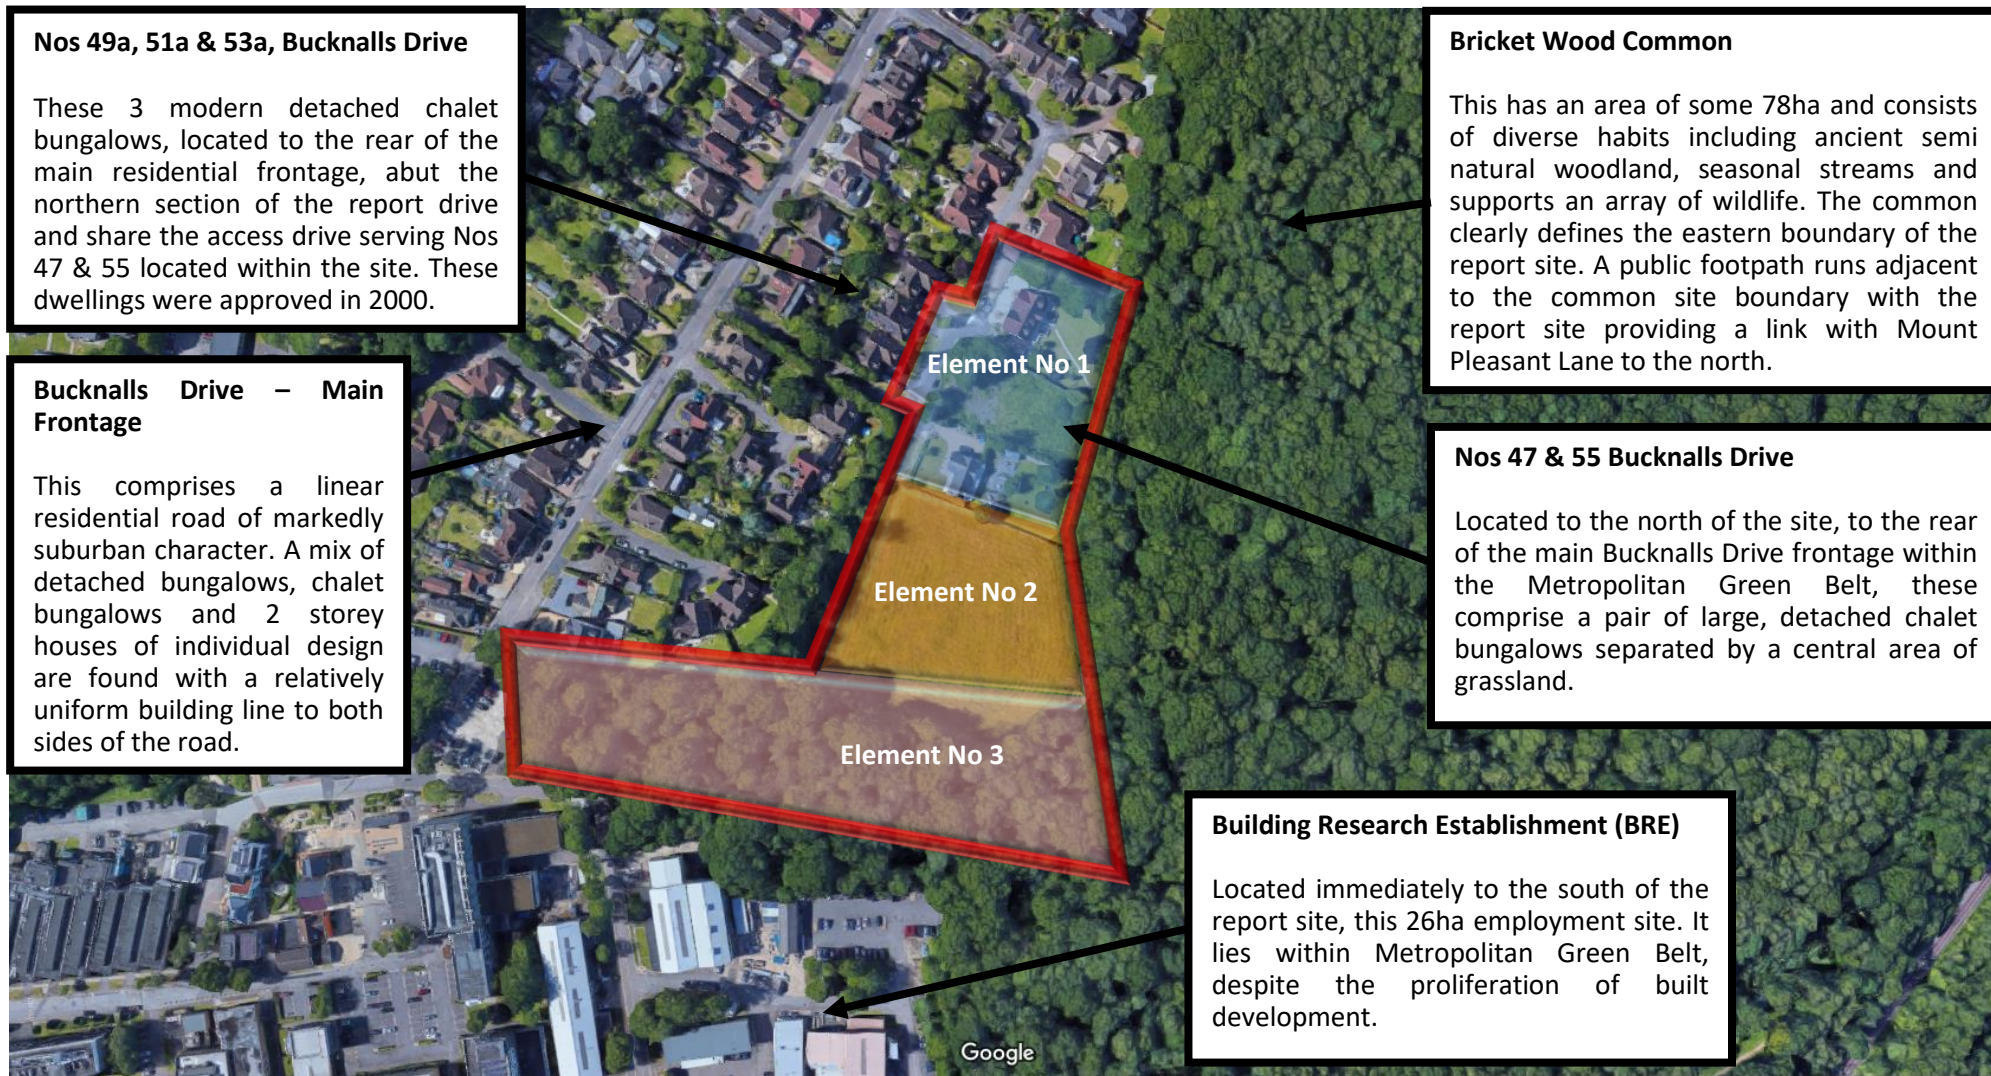 Nos 49a, 51a & 53a, Bucknalls Drive
These 3 modern detached chalet
bungalows, located to the rear of the
main residential frontage, abut the
northern section of the report drive
and share the access drive serving Nos
47 & 55 located within the site. These
dwellings were approved in 2000.
Bucknalls Drive – Main
Frontage
This comprises a linear
residential road of markedly
suburban character. A mix of
detached bungalows, chalet
bungalows and 2 storey
houses of individual design
are found with a relatively
uniform building line to both
sides of the road.
Element No 1
Element No 2
Element No 3
Bricket Wood Common
This has an area of some 78ha and consists
of diverse habits including ancient semi
natural woodland, seasonal streams and
supports an array of wildlife. The common
clearly defines the eastern boundary of the
report site. A public footpath runs adjacent
to the common site boundary with the
report site providing a link with Mount
Pleasant Lane to the north.
Nos 47 & 55 Bucknalls Drive
Located to the north of the site, to the rear
of the main Bucknalls Drive frontage within
the Metropolitan Green Belt, these
comprise a pair of large, detached chalet
bungalows separated by a central area of
grassland.
Building Research Establishment (BRE)
Located immediately to the south of the
report site, this 26ha employment site. It
lies within Metropolitan Green Belt,
despite the proliferation of built
development.
Google